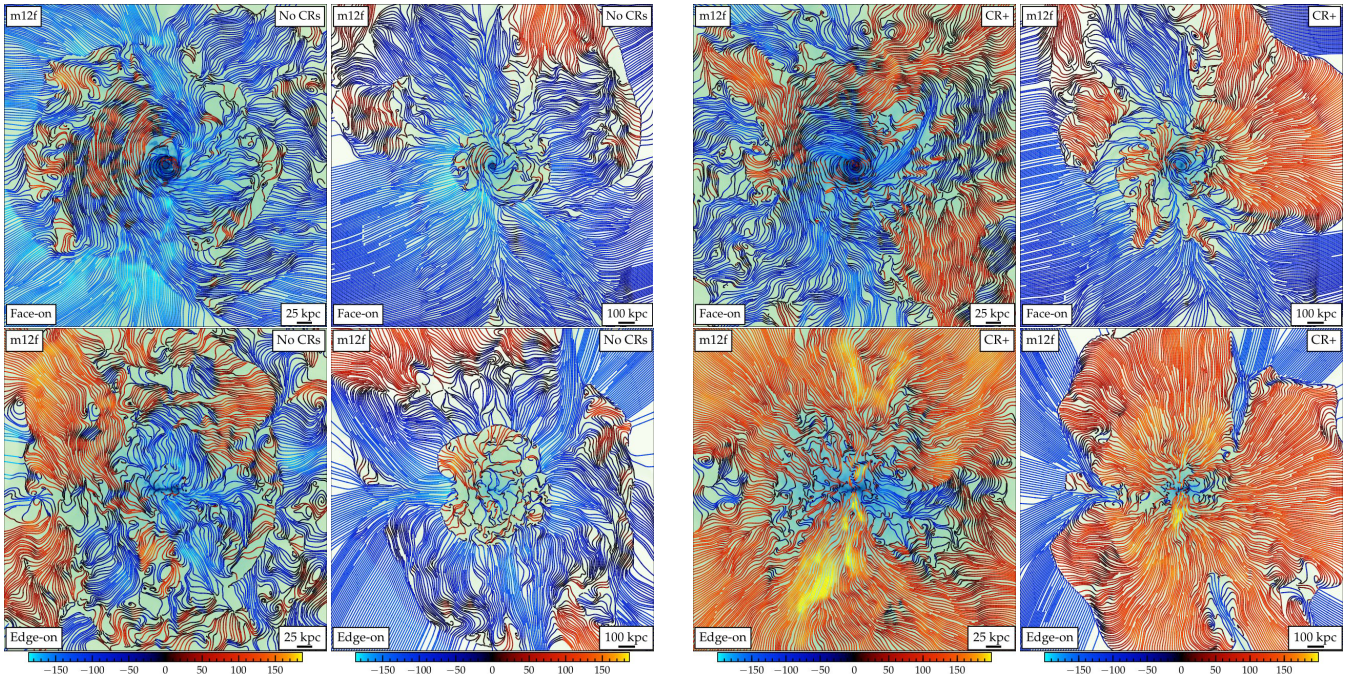 m12f No CRs m12f No CRs m12f CR+ m12f CR+
Face-on 25 kpc Face-on 100 kpc Face-on 25 kpc Face-on 100 kpc
m12f No CRs m12f No CRs m12f CR+ m12f CR+
Edge-on 25 kpc Edge-on 100 kpc Edge-on 25 kpc Edge-on 100 kpc
−150 −100 −50 0 50 100 150 −150 −100 −50 0 50 100 150 −150 −100 −50 0 50 100 150 −150 −100 −50 0 50 100 150